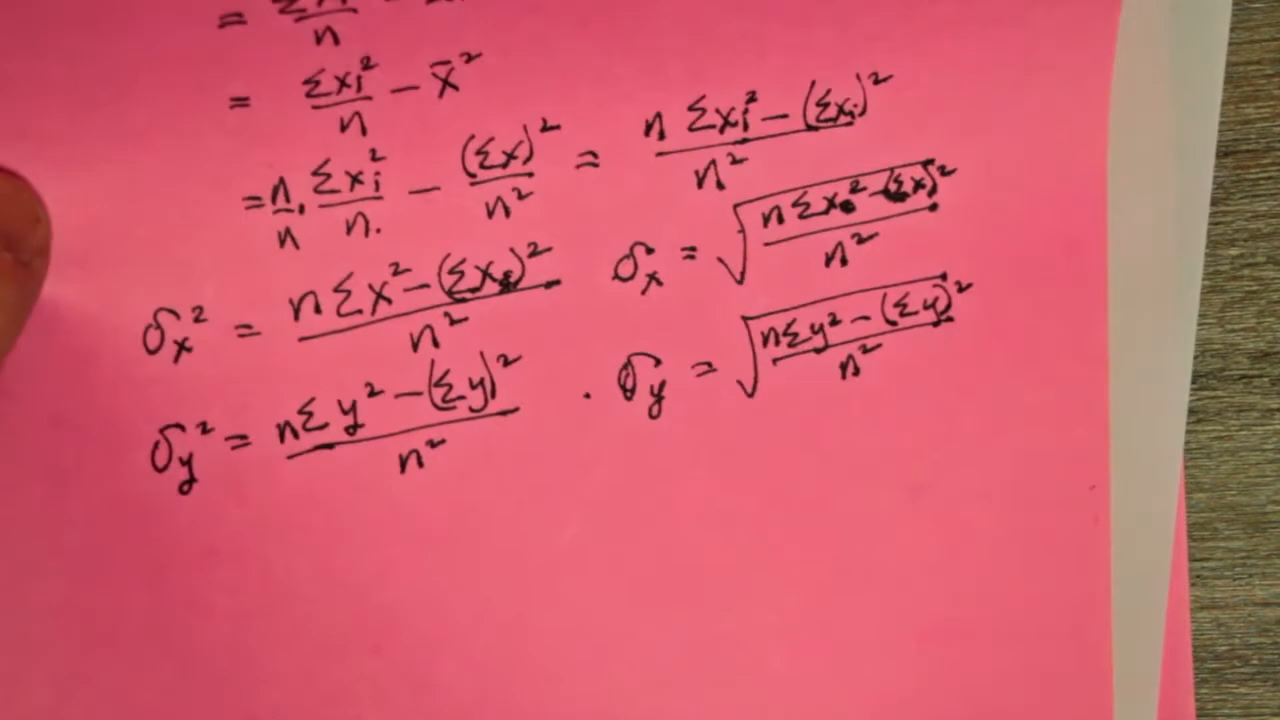 = n
= Σxi²/n − x̄²
= n/n · Σxi²/n. − (Σx)²/n² = n Σxi² − (Σxi)²/n²
σx² = nΣx² − (Σx)²/n² σx = √(nΣx² − (Σx)²/n²)
σy² = nΣy² − (Σy)²/n² . σy = √(nΣy² − (Σy)²/n²)